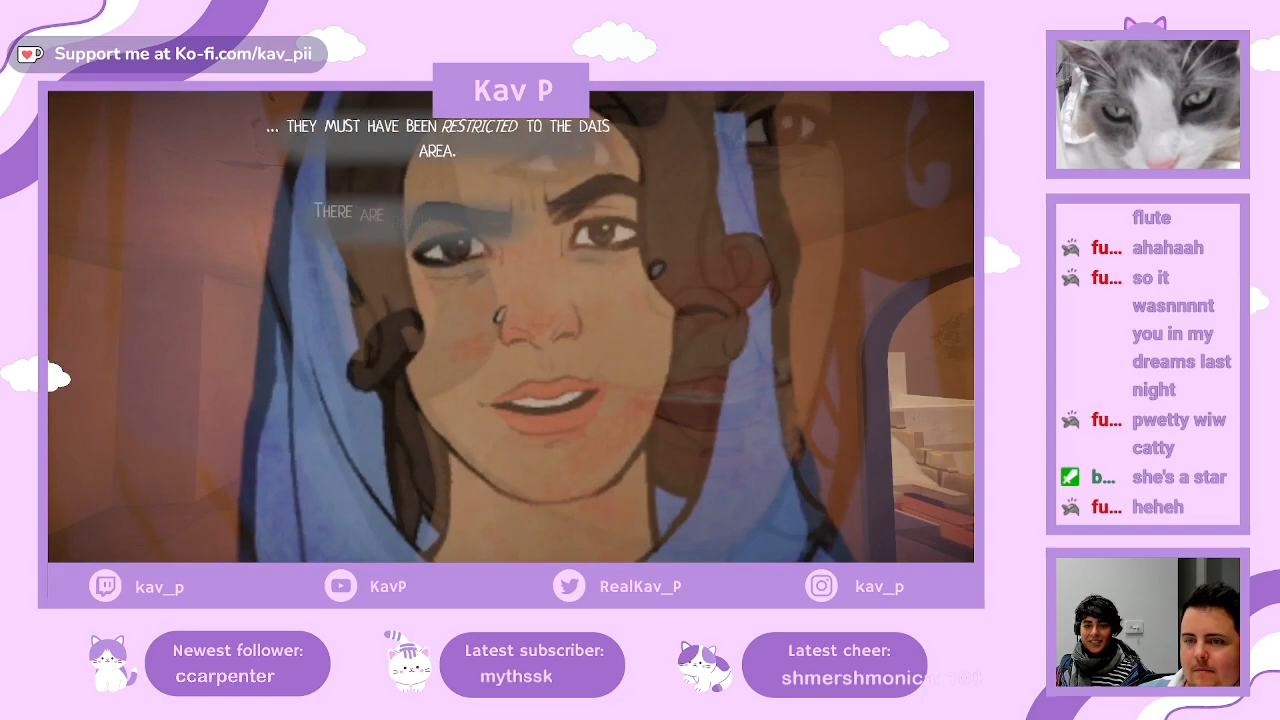 Support me at Ko-fi.com/kav_pii
Kav P
... THEY MUST HAVE BEEN RESTRICTED TO THE DAIS
AREA.
THERE ARE
flute
fu... ahahaah
fu... so it
wasnnnnt
you in my
dreams last
night
fu... pwetty wiw
catty
b... she's a star
fu... heheh
kav_p
KavP
RealKav_P
kav_p
Newest follower:
ccarpenter
Latest subscriber:
mythssk
Latest cheer:
shmershmonica: